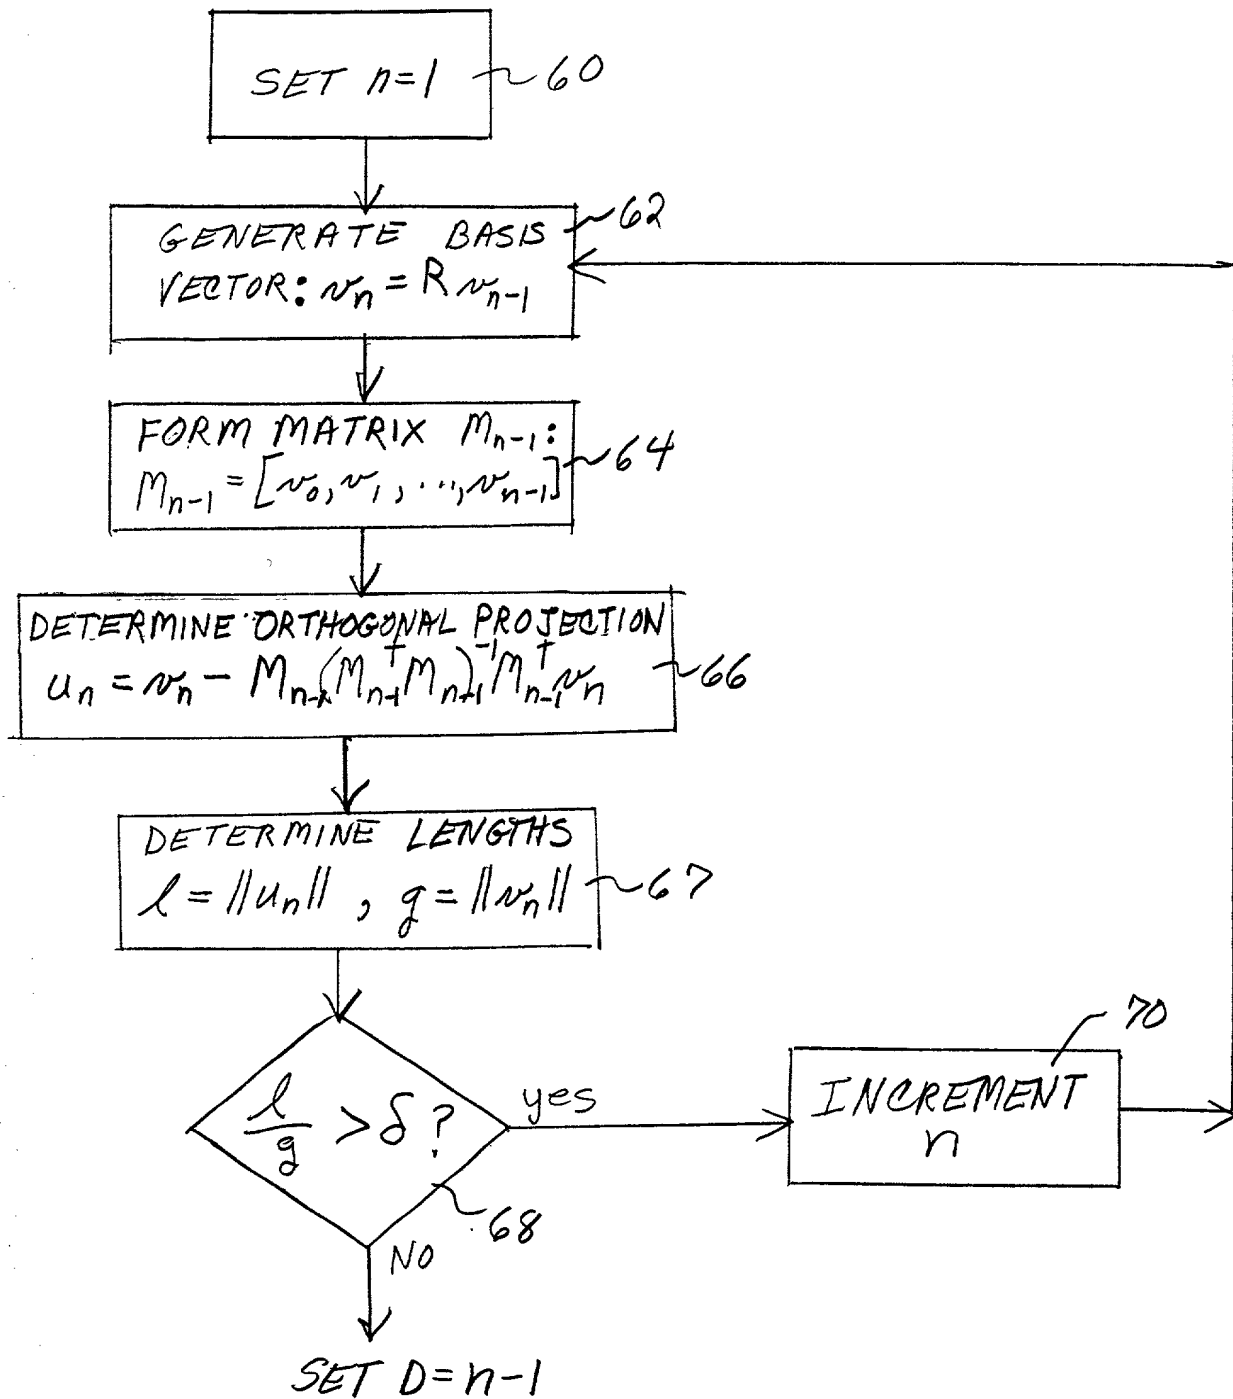 SET n=1
60
GENERATE BASIS
62
VECTOR: vₙ = R vₙ₋₁
FORM MATRIX Mₙ₋₁:
64
Mₙ₋₁ = [v₀, v₁, ..., vₙ₋₁]
DETERMINE ORTHOGONAL PROJECTION
uₙ = vₙ − Mₙ₋₁(M†ₙ₋₁Mₙ₋₁)⁻¹M†ₙ₋₁vₙ
66
DETERMINE LENGTHS
ℓ = ||uₙ||, g = ||vₙ||
67
ℓ/g > δ?
yes
68
70
INCREMENT
n
NO
SET D=n-1